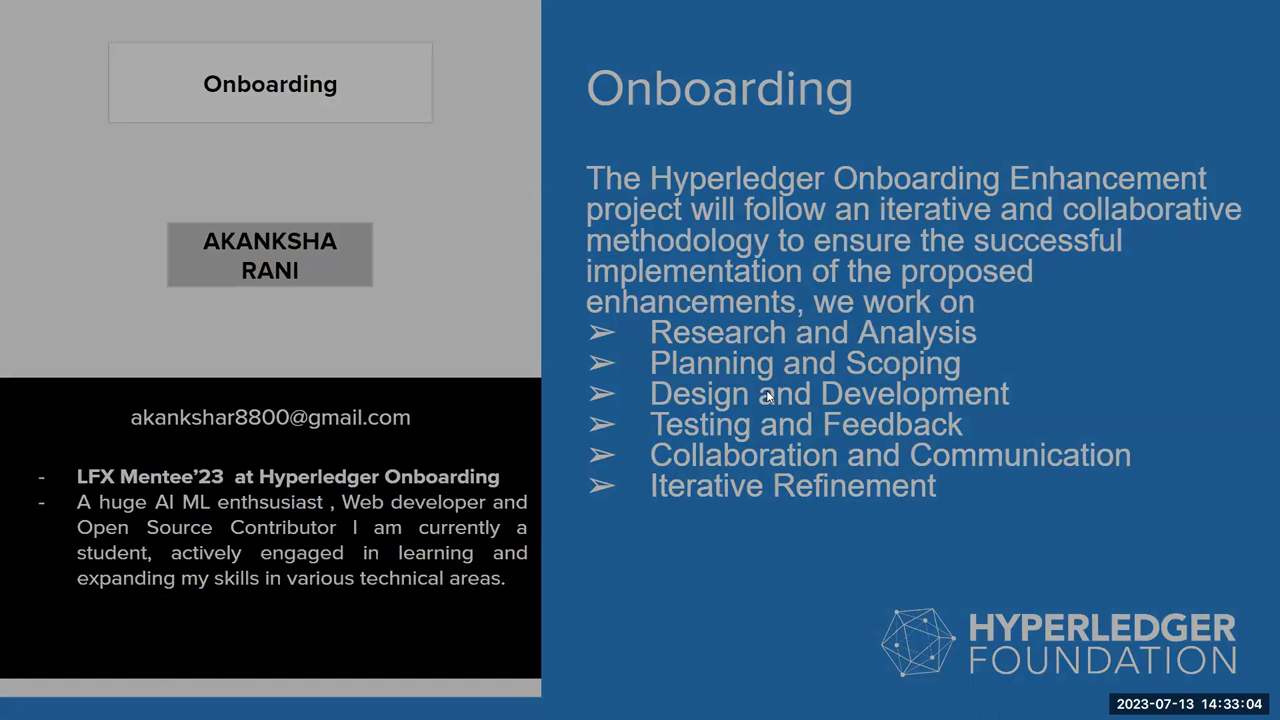 Onboarding
AKANKSHA
RANI
akankshar8800@gmail.com
- LFX Mentee’23 at Hyperledger Onboarding
- A huge AI ML enthsusiast , Web developer and
Open Source Contributor I am currently a
student, actively engaged in learning and
expanding my skills in various technical areas.
Onboarding
The Hyperledger Onboarding Enhancement
project will follow an iterative and collaborative
methodology to ensure the successful
implementation of the proposed
enhancements, we work on
➢ Research and Analysis
➢ Planning and Scoping
➢ Design and Development
➢ Testing and Feedback
➢ Collaboration and Communication
➢ Iterative Refinement
HYPERLEDGER
FOUNDATION
2023-07-13 14:33:04